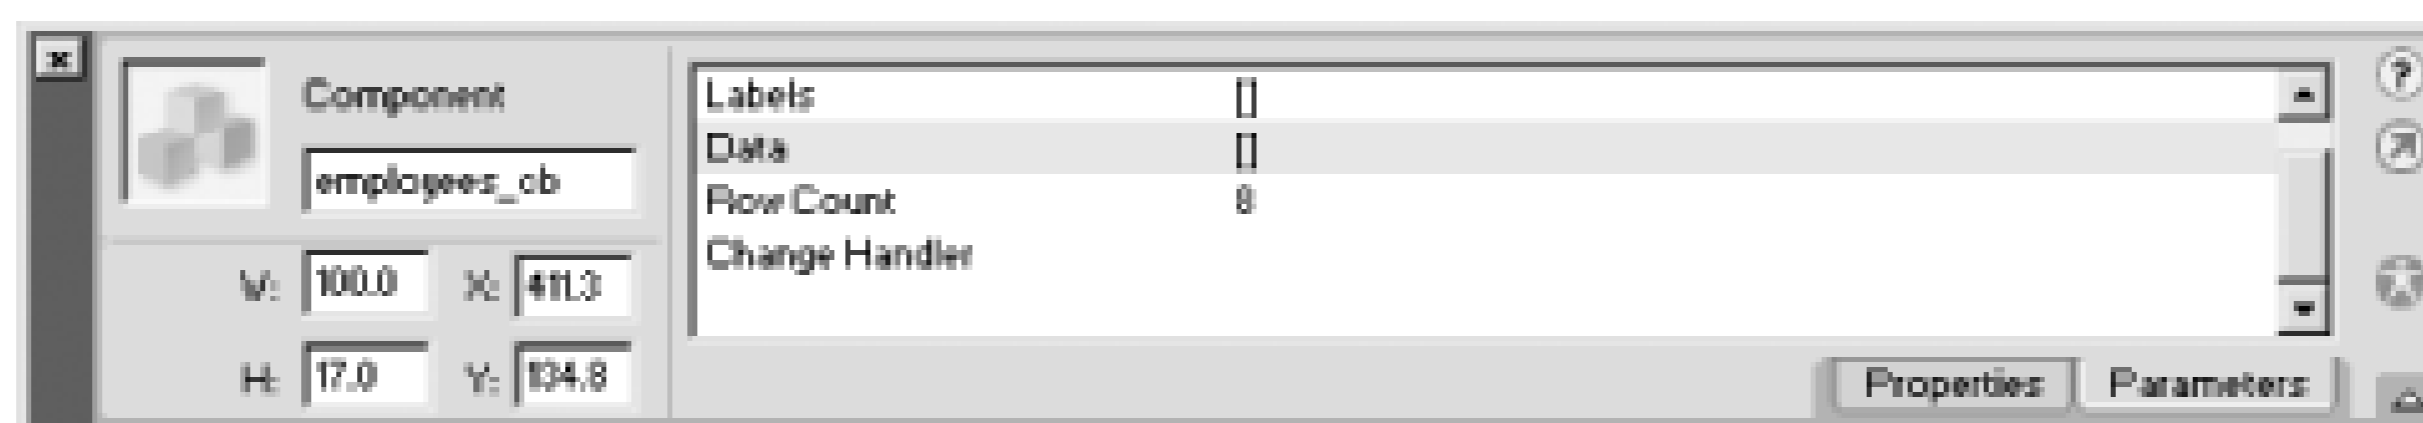 Component
employees_cb
W: 100.0 X: 411.3
H: 17.0 Y: 134.8
Labels []
Data []
Row Count 8
Change Handler
?
Properties Parameters